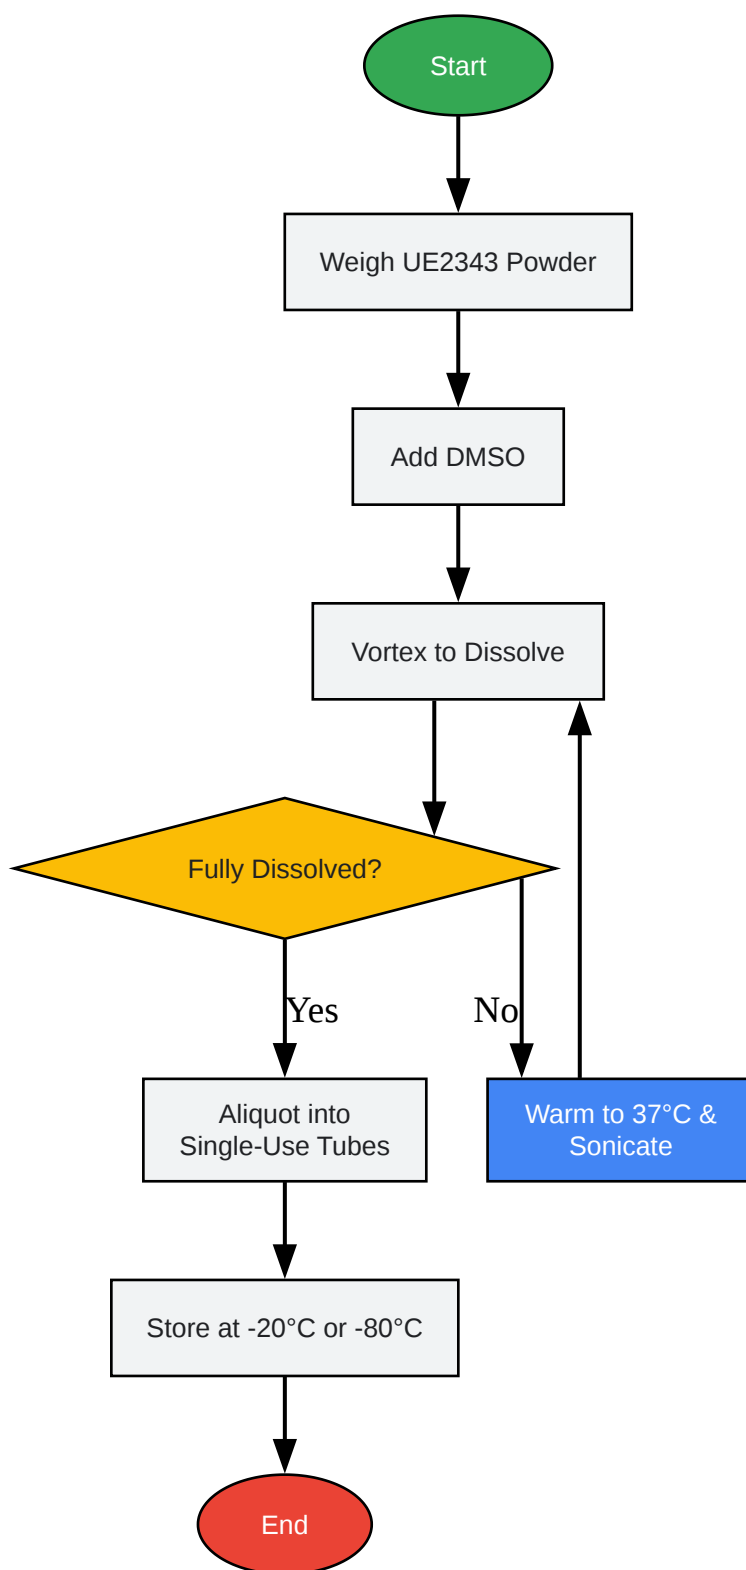 Start
Weigh UE2343 Powder
Add DMSO
Vortex to Dissolve
Fully Dissolved?
Yes
No
Aliquot into
Single-Use Tubes
Warm to 37°C &
Sonicate
Store at -20°C or -80°C
End